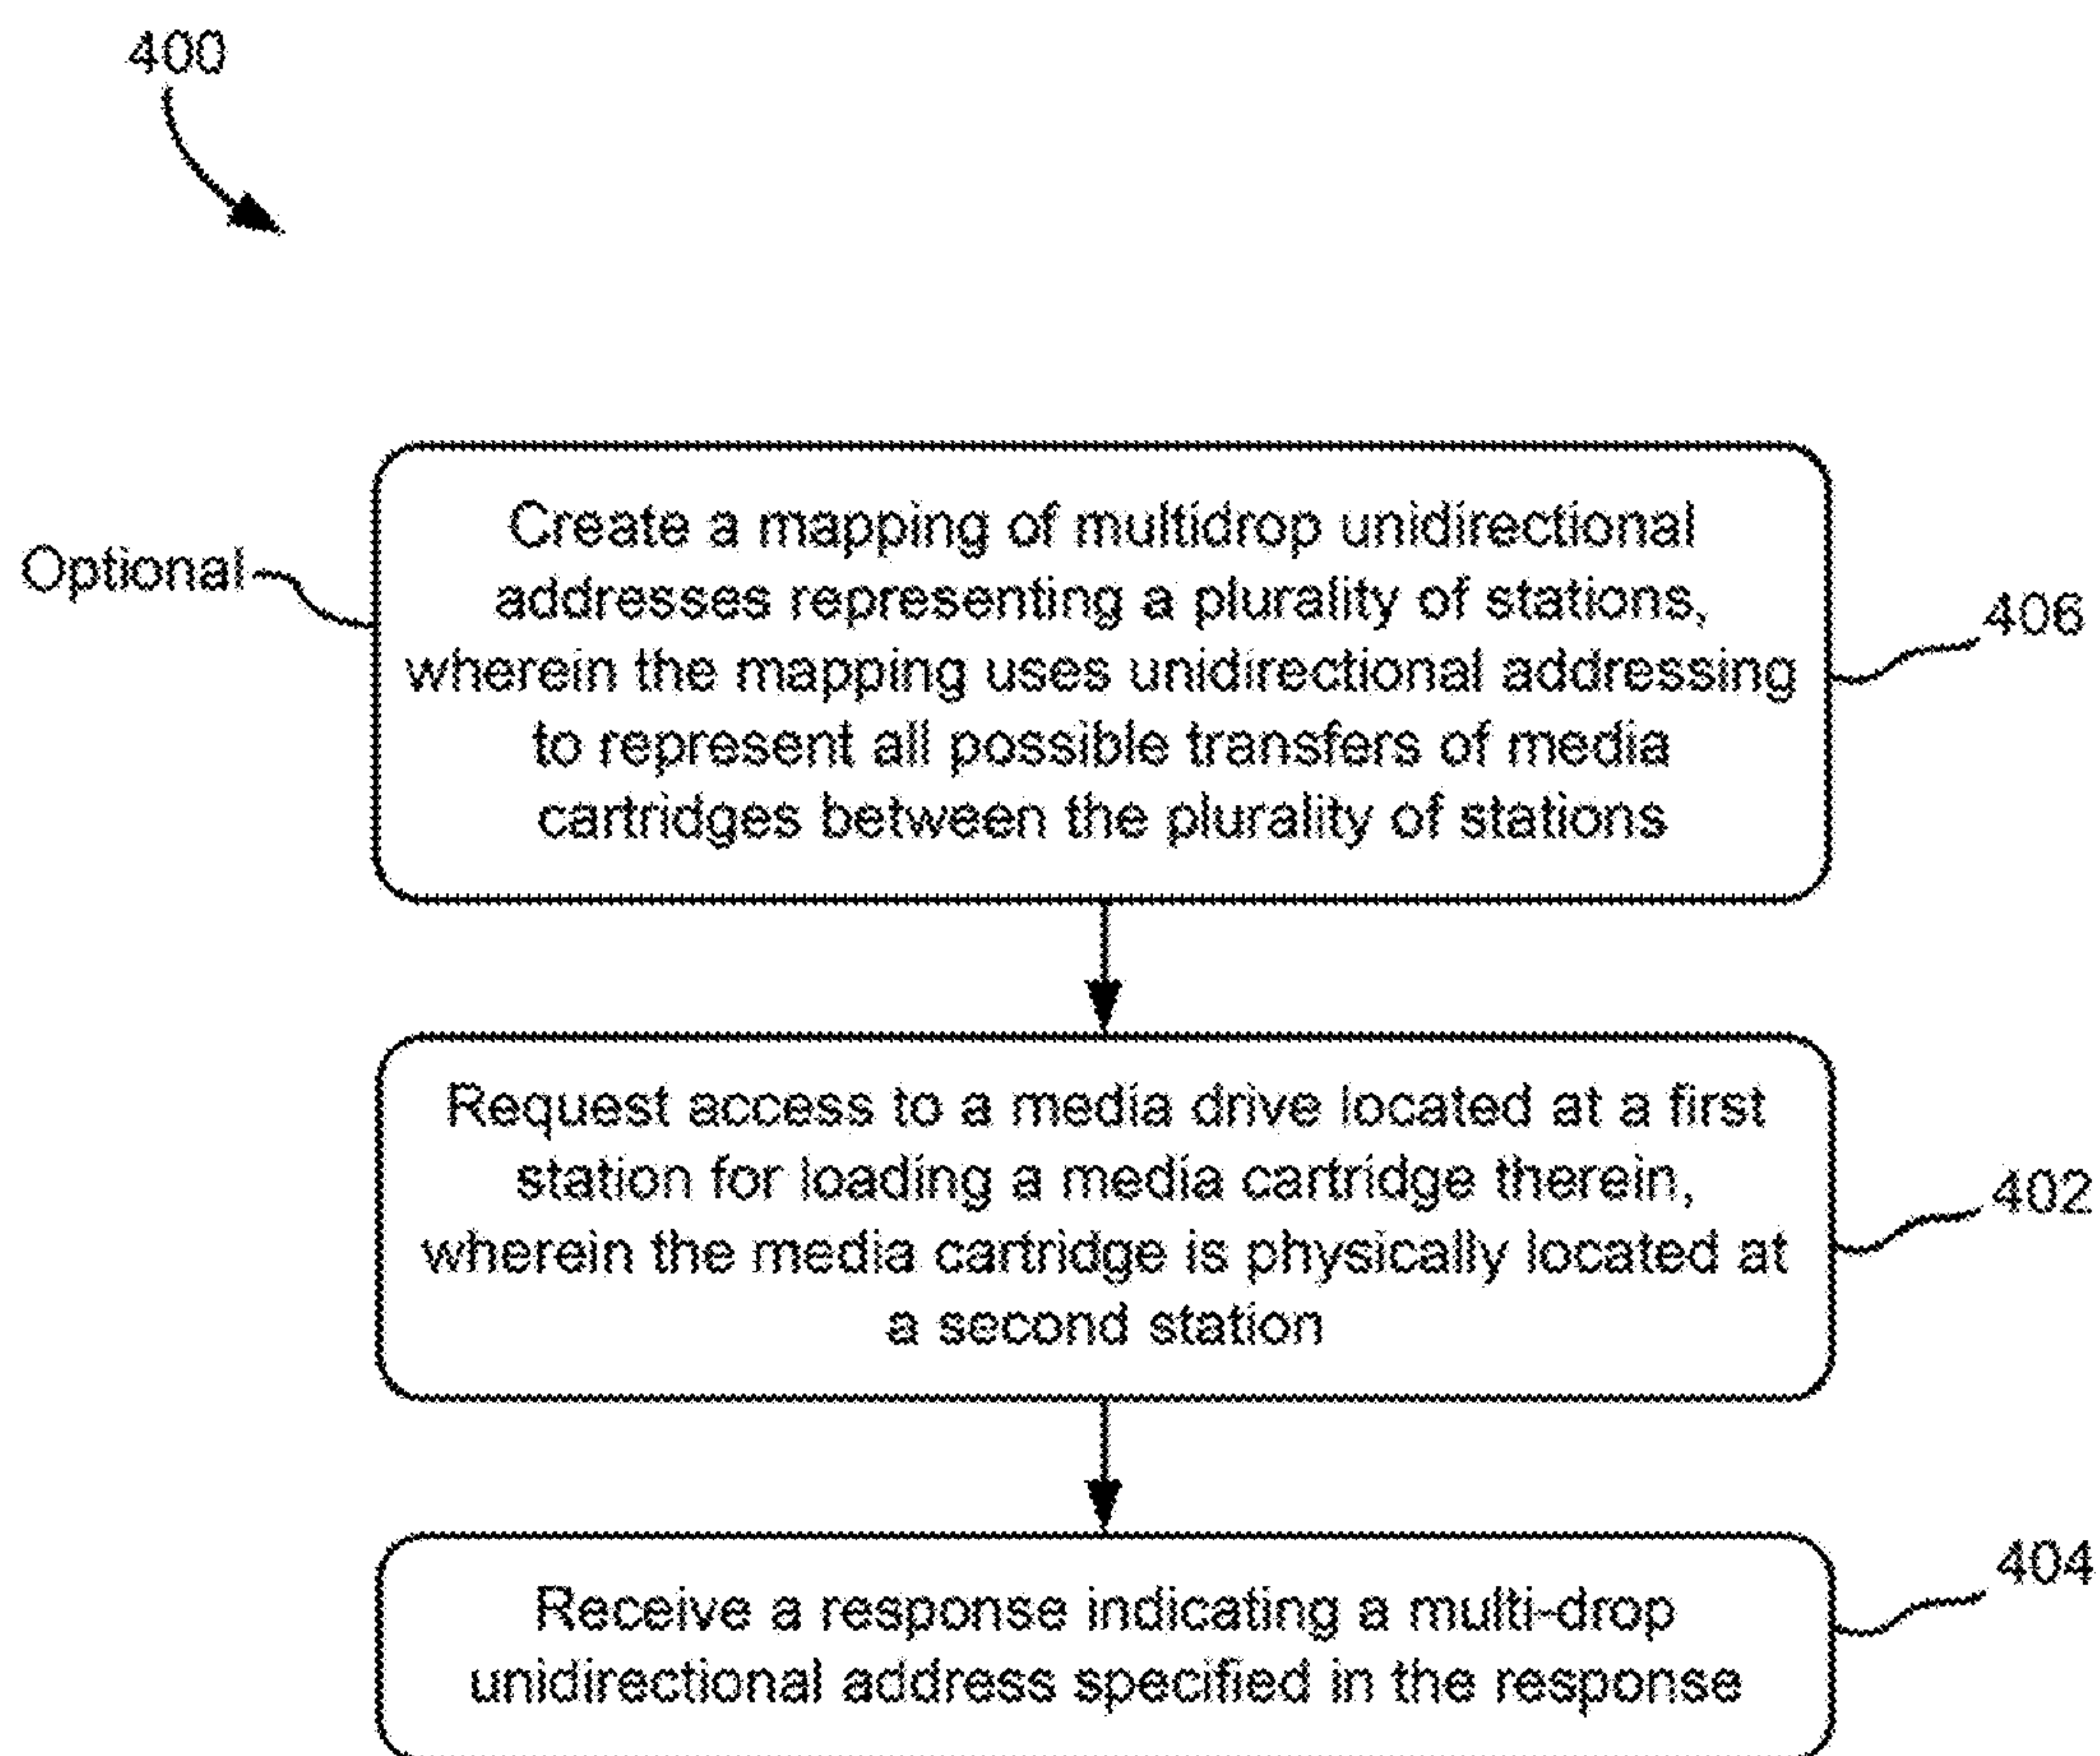 400
Optional
Create a mapping of multidrop unidirectional
addresses representing a plurality of stations,
wherein the mapping uses unidirectional addressing
to represent all possible transfers of media
cartridges between the plurality of stations
406
Request access to a media drive located at a first
station for loading a media cartridge therein,
wherein the media cartridge is physically located at
a second station
402
Receive a response indicating a multi-drop
unidirectional address specified in the response
404